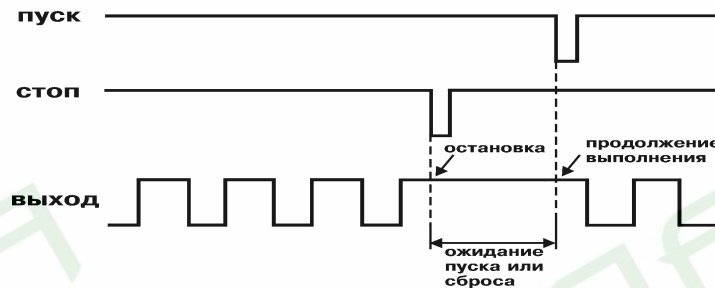 пуск
стоп
остановка
продолжение
выполнения
выход
ожидание
пуска или
сброса